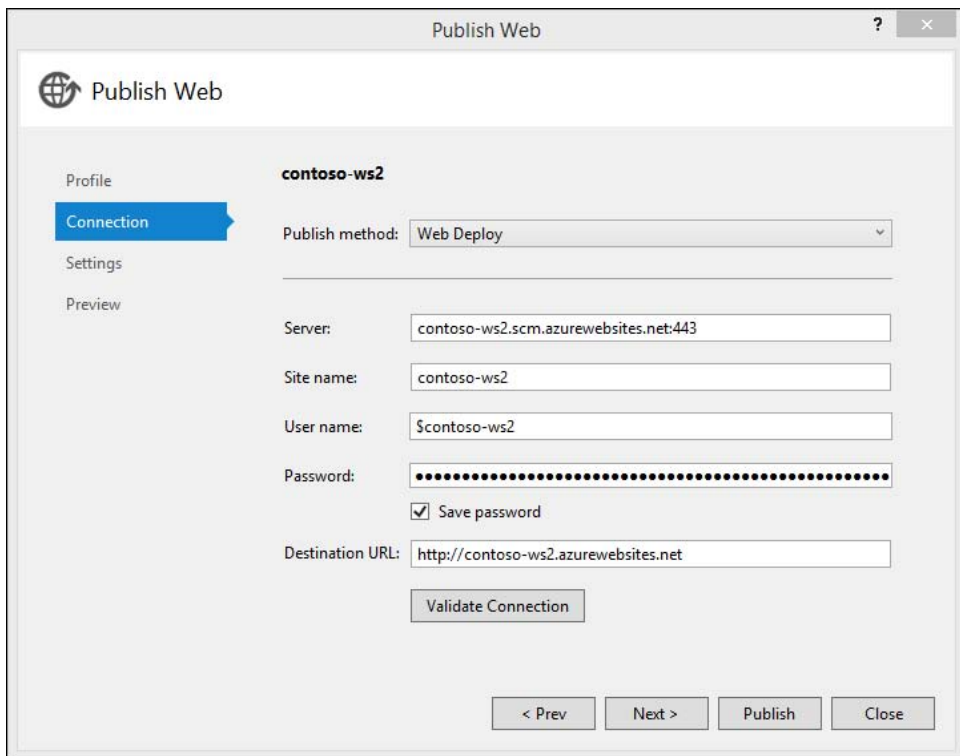 Publish Web
?
Publish Web
Profile
Connection
Settings
Preview
contoso-ws2
Publish method: Web Deploy
Server: contoso-ws2.scm.azurewebsites.net:443
Site name: contoso-ws2
User name: $contoso-ws2
Password:
Save password
Destination URL: http://contoso-ws2.azurewebsites.net
Validate Connection
< Prev
Next >
Publish
Close